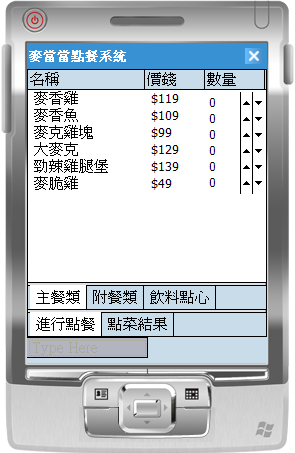 麥當當點餐系統
名稱 價錢 數量
麥香雞 $119 0
麥香魚 $109 0
麥克雞塊 $99 0
大麥克 $129 0
勁辣雞腿堡 $139 0
麥脆雞 $49 0
主餐類 附餐類 飲料點心
進行點餐 點菜結果
Type Here